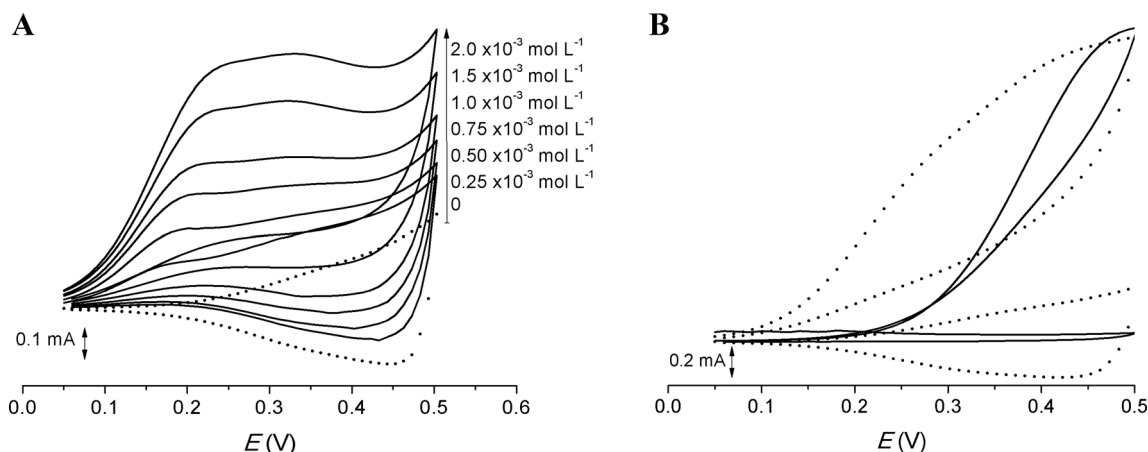 A
2.0 x10⁻³ mol L⁻¹
1.5 x10⁻³ mol L⁻¹
1.0 x10⁻³ mol L⁻¹
0.75 x10⁻³ mol L⁻¹
0.50 x10⁻³ mol L⁻¹
0.25 x10⁻³ mol L⁻¹
0
0.1 mA
0.0 0.1 0.2 0.3 0.4 0.5 0.6
E (V)
B
0.2 mA
0.0 0.1 0.2 0.3 0.4 0.5
E (V)